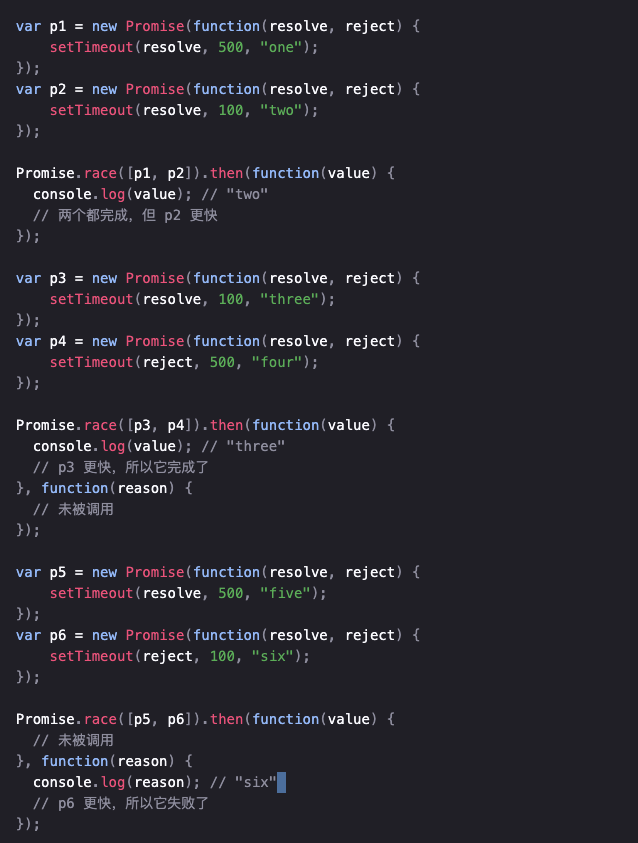 var p1 = new Promise(function(resolve, reject) {
    setTimeout(resolve, 500, "one");
});
var p2 = new Promise(function(resolve, reject) {
    setTimeout(resolve, 100, "two");
});

Promise.race([p1, p2]).then(function(value) {
  console.log(value); // "two"
  // 两个都完成，但 p2 更快
});

var p3 = new Promise(function(resolve, reject) {
    setTimeout(resolve, 100, "three");
});
var p4 = new Promise(function(resolve, reject) {
    setTimeout(reject, 500, "four");
});

Promise.race([p3, p4]).then(function(value) {
  console.log(value); // "three"
  // p3 更快，所以它完成了
}, function(reason) {
  // 未被调用
});

var p5 = new Promise(function(resolve, reject) {
    setTimeout(resolve, 500, "five");
});
var p6 = new Promise(function(resolve, reject) {
    setTimeout(reject, 100, "six");
});

Promise.race([p5, p6]).then(function(value) {
  // 未被调用
}, function(reason) {
  console.log(reason); // "six"
  // p6 更快，所以它失败了
});